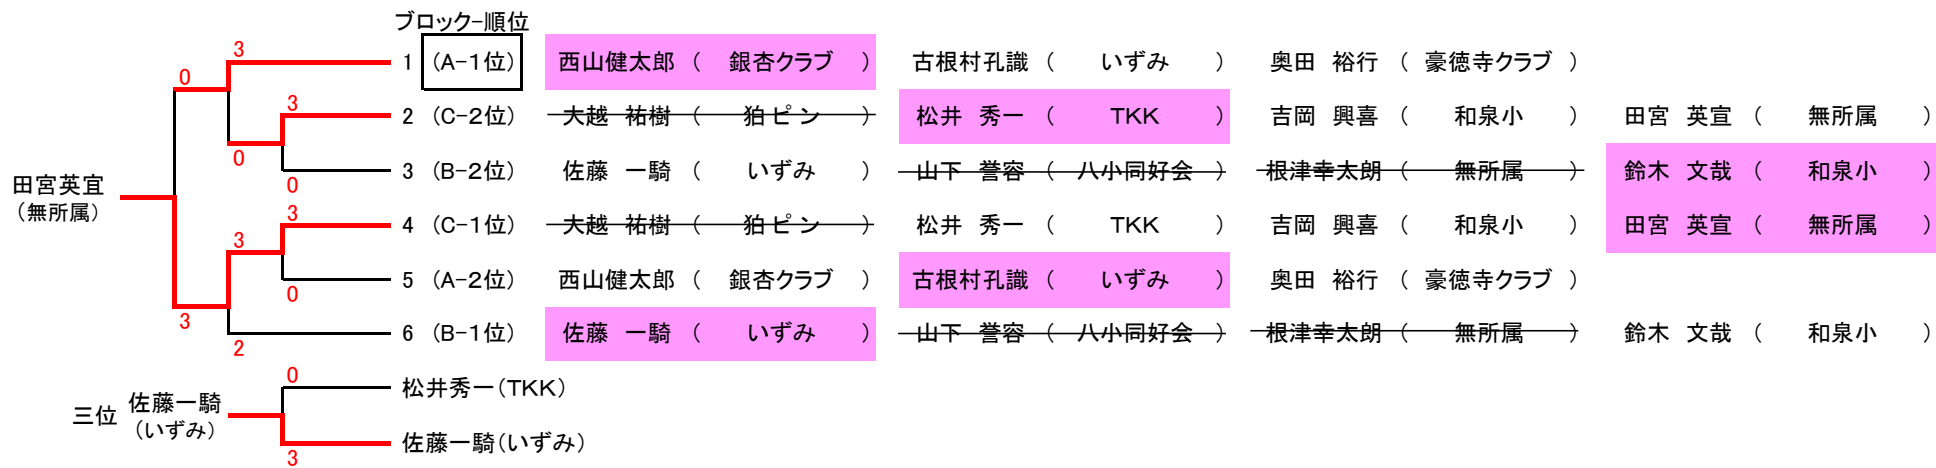 ブロック-順位
3
1 (A-1位) 西山健太郎 ( 銀杏クラブ ) 古根村孔識 ( いずみ ) 奥田 裕行 ( 豪徳寺クラブ )
0
3
2 (C-2位) 大越 祐樹 ( 狛ピン ) 松井 秀一 ( TKK ) 吉岡 興喜 ( 和泉小 ) 田宮 英宣 ( 無所属 )
0
3 (B-2位) 佐藤 一騎 ( いずみ ) 山下 誉容 ( 八小同好会 ) 根津幸太朗 ( 無所属 ) 鈴木 文哉 ( 和泉小 )
0
田宮英宜
(無所属)
3
4 (C-1位) 大越 祐樹 ( 狛ピン ) 松井 秀一 ( TKK ) 吉岡 興喜 ( 和泉小 ) 田宮 英宣 ( 無所属 )
3
5 (A-2位) 西山健太郎 ( 銀杏クラブ ) 古根村孔識 ( いずみ ) 奥田 裕行 ( 豪徳寺クラブ )
0
3
6 (B-1位) 佐藤 一騎 ( いずみ ) 山下 誉容 ( 八小同好会 ) 根津幸太朗 ( 無所属 ) 鈴木 文哉 ( 和泉小 )
2
0
松井秀一(TKK)
三位 佐藤一騎
(いずみ)
佐藤一騎(いずみ)
3